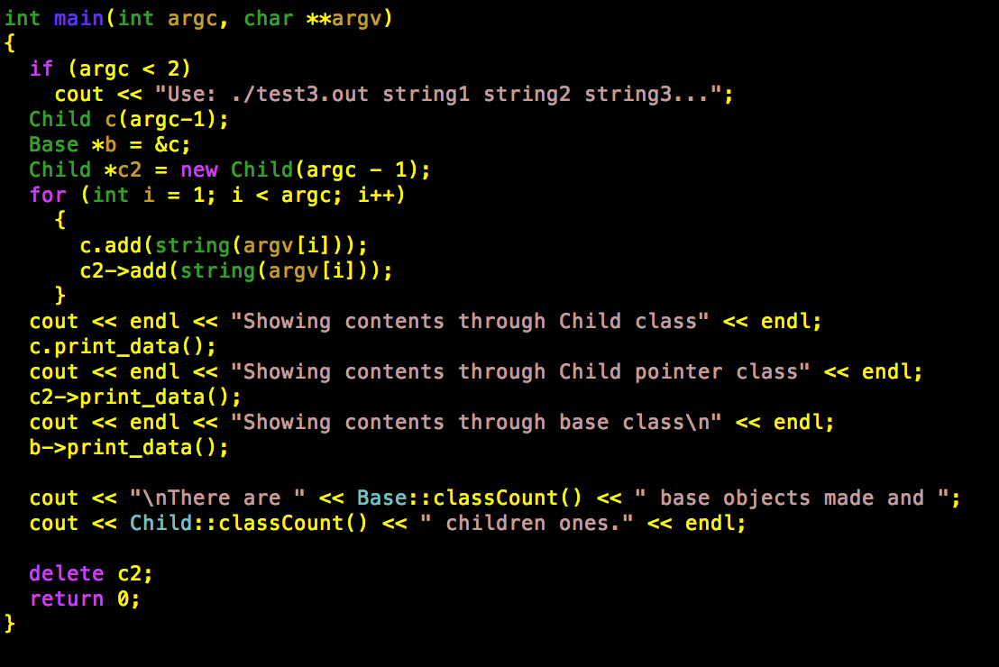 int main(int argc, char **argv)
{
  if (argc < 2)
    cout << "Use: ./test3.out string1 string2 string3...";
  Child c(argc-1);
  Base *b = &c;
  Child *c2 = new Child(argc - 1);
  for (int i = 1; i < argc; i++)
    {
      c.add(string(argv[i]));
      c2->add(string(argv[i]));
    }
  cout << endl << "Showing contents through Child class" << endl;
  c.print_data();
  cout << endl << "Showing contents through Child pointer class" << endl;
  c2->print_data();
  cout << endl << "Showing contents through base class\n" << endl;
  b->print_data();

  cout << "\nThere are " << Base::classCount() << " base objects made and ";
  cout << Child::classCount() << " children ones." << endl;

  delete c2;
  return 0;
}